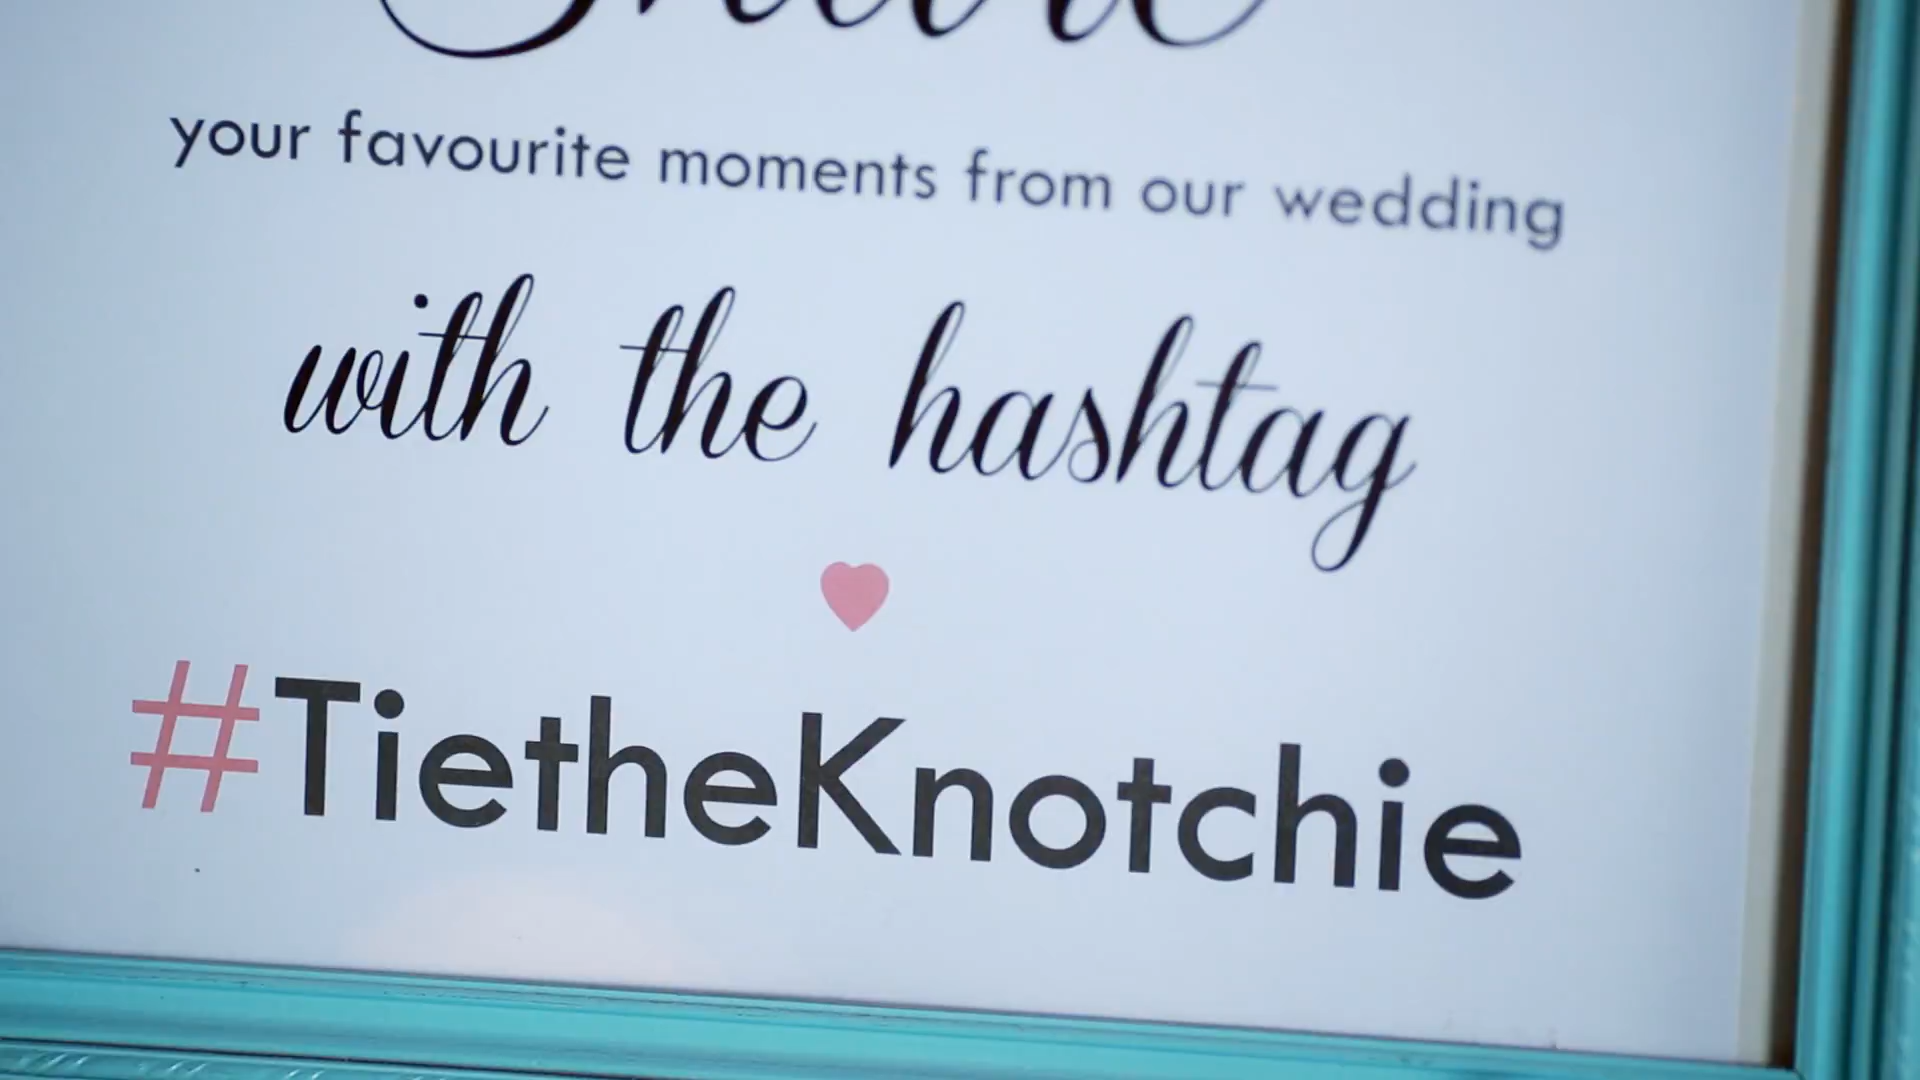 your favourite moments from our wedding
with the hashtag
#TietheKnotchie